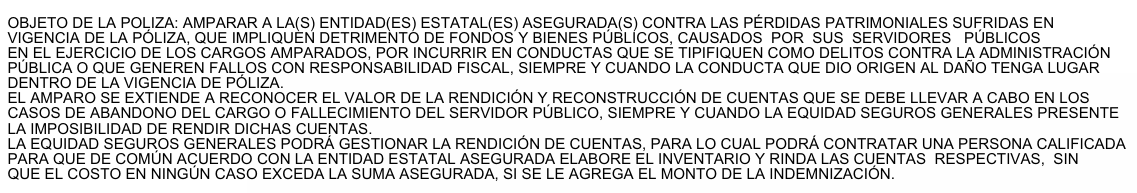 OBJETO DE LA POLIZA: AMPARAR A LA(S) ENTIDAD(ES) ESTATAL(ES) ASEGURADA(S) CONTRA LAS PÉRDIDAS PATRIMONIALES SUFRIDAS EN
VIGENCIA DE LA PÓLIZA, QUE IMPLIQUEN DETRIMENTO DE FONDOS Y BIENES PÚBLICOS, CAUSADOS POR SUS SERVIDORES PÚBLICOS
EN EL EJERCICIO DE LOS CARGOS AMPARADOS, POR INCURRIR EN CONDUCTAS QUE SE TIPIFIQUEN COMO DELITOS CONTRA LA ADMINISTRACIÓN
PÚBLICA O QUE GENEREN FALLOS CON RESPONSABILIDAD FISCAL, SIEMPRE Y CUANDO LA CONDUCTA QUE DIO ORIGEN AL DAÑO TENGA LUGAR
DENTRO DE LA VIGENCIA DE PÓLIZA.
EL AMPARO SE EXTIENDE A RECONOCER EL VALOR DE LA RENDICIÓN Y RECONSTRUCCIÓN DE CUENTAS QUE SE DEBE LLEVAR A CABO EN LOS
CASOS DE ABANDONO DEL CARGO O FALLECIMIENTO DEL SERVIDOR PÚBLICO, SIEMPRE Y CUANDO LA EQUIDAD SEGUROS GENERALES PRESENTE
LA IMPOSIBILIDAD DE RENDIR DICHAS CUENTAS.
LA EQUIDAD SEGUROS GENERALES PODRÁ GESTIONAR LA RENDICIÓN DE CUENTAS, PARA LO CUAL PODRÁ CONTRATAR UNA PERSONA CALIFICADA
PARA QUE DE COMÚN ACUERDO CON LA ENTIDAD ESTATAL ASEGURADA ELABORE EL INVENTARIO Y RINDA LAS CUENTAS RESPECTIVAS, SIN
QUE EL COSTO EN NINGÚN CASO EXCEDA LA SUMA ASEGURADA, SI SE LE AGREGA EL MONTO DE LA INDEMNIZACIÓN.